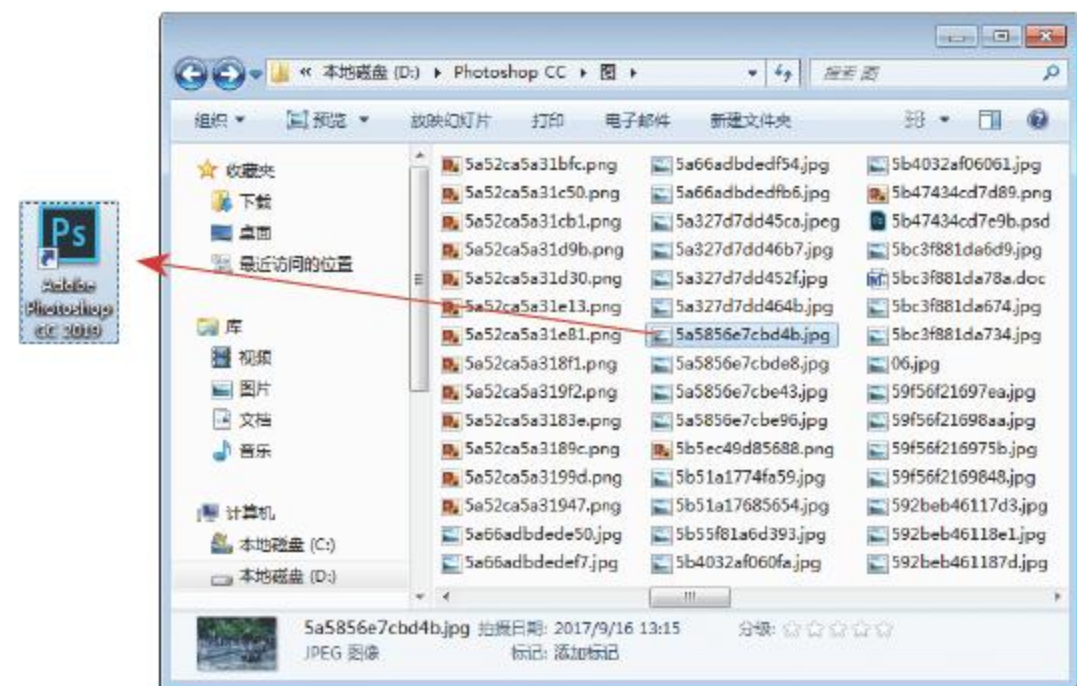 « 本地磁盘 (D:) ▸ Photoshop CC ▸ 图 ▸ 搜索 图
组织 预览 放映幻灯片 打印 电子邮件 新建文件夹
收藏夹
下载
桌面
最近访问的位置
库
视频
图片
文档
音乐
计算机
本地磁盘 (C:)
本地磁盘 (D:)
5a52ca5a31bfc.png
5a52ca5a31c50.png
5a52ca5a31cb1.png
5a52ca5a31d9b.png
5a52ca5a31d30.png
5a52ca5a31e13.png
5a52ca5a31e81.png
5a52ca5a318f1.png
5a52ca5a319f2.png
5a52ca5a3183e.png
5a52ca5a3189c.png
5a52ca5a3199d.png
5a52ca5a31947.png
5a66adbdede50.jpg
5a66adbdedef7.jpg
5a66adbdedf54.jpg
5a66adbdedfb6.jpg
5a327d7dd45ca.jpeg
5a327d7dd46b7.jpg
5a327d7dd452f.jpg
5a327d7dd464b.jpg
5a5856e7cbd4b.jpg
5a5856e7cbde8.jpg
5a5856e7cbe43.jpg
5a5856e7cbe96.jpg
5b5ec49d85688.png
5b51a1774fa59.jpg
5b51a17685654.jpg
5b55f81a6d393.jpg
5b4032af060fa.jpg
5b4032af06061.jpg
5b47434cd7d89.png
5b47434cd7e9b.psd
5bc3f881da6d9.jpg
5bc3f881da78a.doc
5bc3f881da674.jpg
5bc3f881da734.jpg
06.jpg
59f56f21697ea.jpg
59f56f21698aa.jpg
59f56f216975b.jpg
59f56f2169848.jpg
592beb46117d3.jpg
592beb46118e1.jpg
592beb461187d.jpg
Ps
Adobe
Photoshop
CC 2019
5a5856e7cbd4b.jpg 拍摄日期: 2017/9/16 13:15 分级:
JPEG 图像 标记: 添加标记